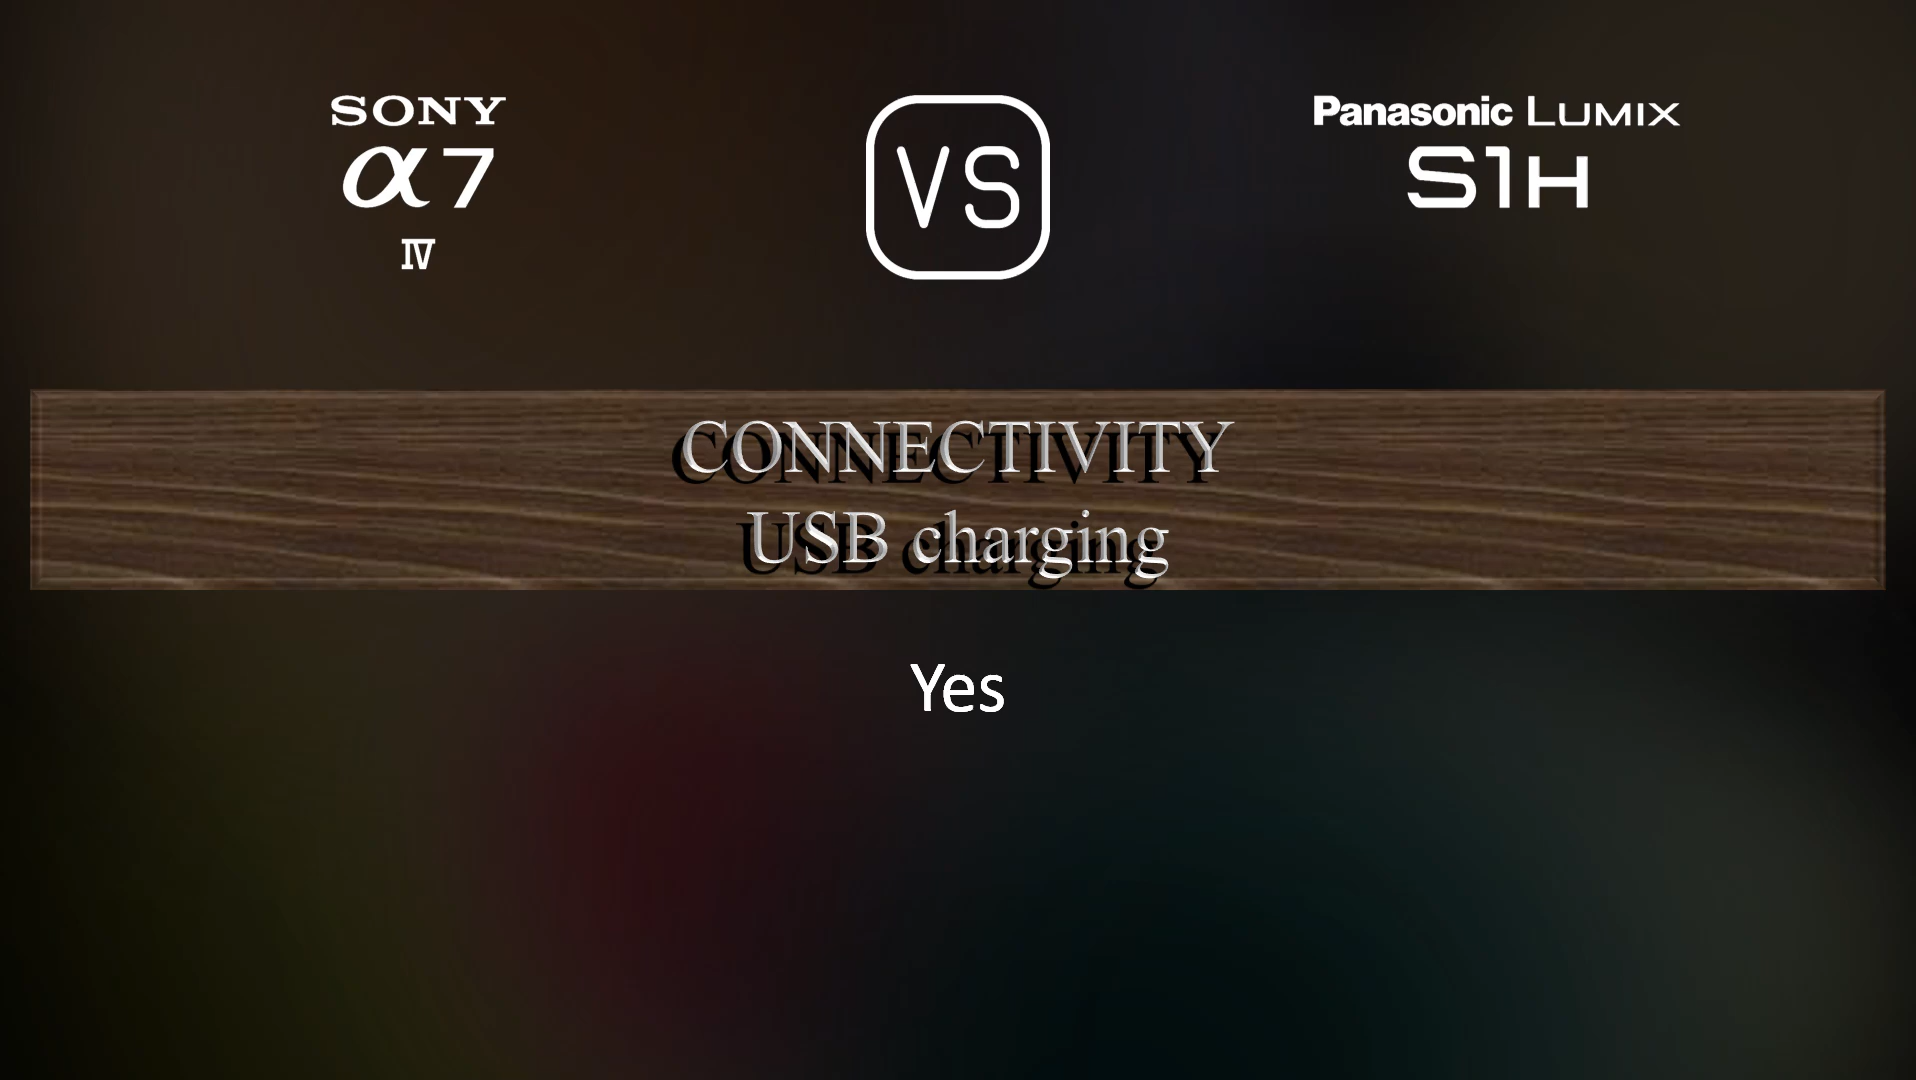 SONY
α7
IV
VS
Panasonic LUMIX
S1H
CONNECTIVITY
USB charging
Yes